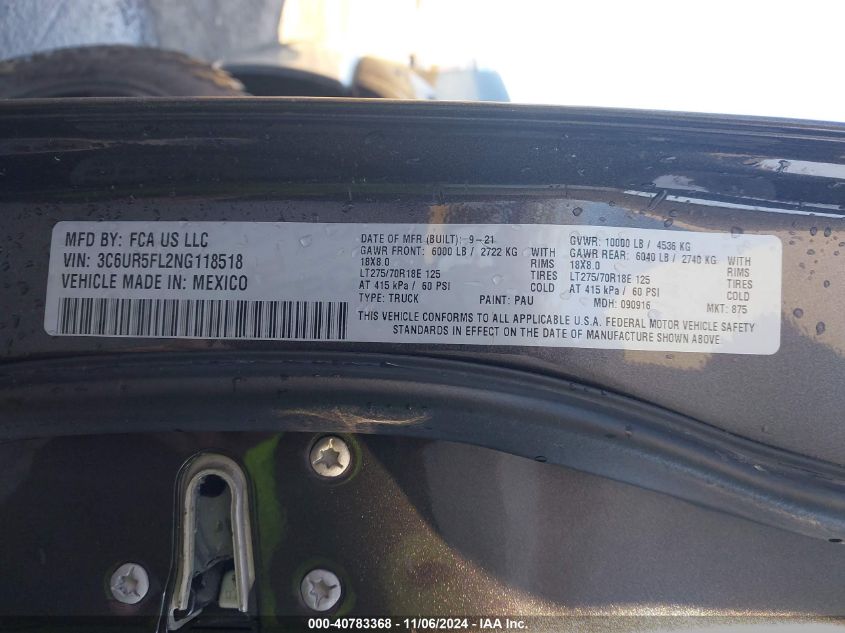 MFD BY: FCA US LLC
VIN: 3C6UR5FL2NG118518
VEHICLE MADE IN: MEXICO
DATE OF MFR (BUILT): 9-21
GAWR FRONT: 6000 LB / 2722 KG WITH
18X8.0
LT275/70R18E 125 TIRES
AT 415 kPa / 60 PSI COLD
TYPE: TRUCK PAINT: PAU
GVWR: 10000 LB / 4536 KG
GAWR REAR: 6040 LB / 2740 KG WITH
18X8.0
LT275/70R18E 125 TIRES
AT 415 kPa / 60 PSI COLD
MDH: 090916 MKT: 875
THIS VEHICLE CONFORMS TO ALL APPLICABLE U.S.A. FEDERAL MOTOR VEHICLE SAFETY
STANDARDS IN EFFECT ON THE DATE OF MANUFACTURE SHOWN ABOVE.
000-40783368 - 11/06/2024 - IAA Inc.